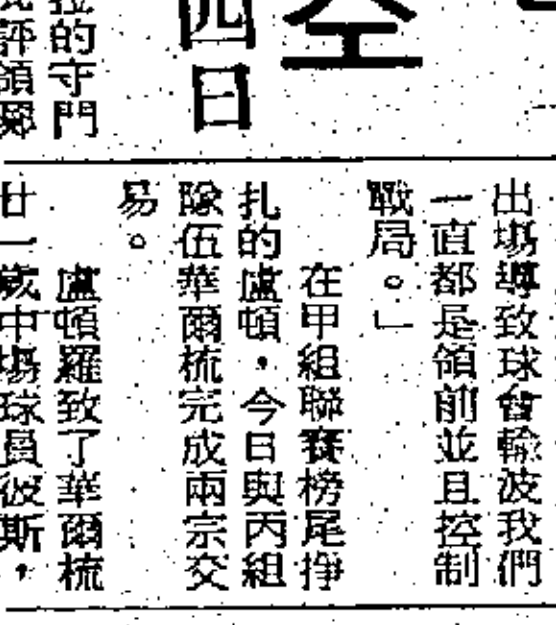 四日
拉的守門
評領
出場導致球會輸波我們
一直都是領前並且控制
戰局。」
在甲組聯賽榜尾掙
扎的盧頓，今日與丙組
隊伍華爾梳完成兩宗交
易。
盧頓羅致了華爾梳
廿一歲中場球員彼斯，